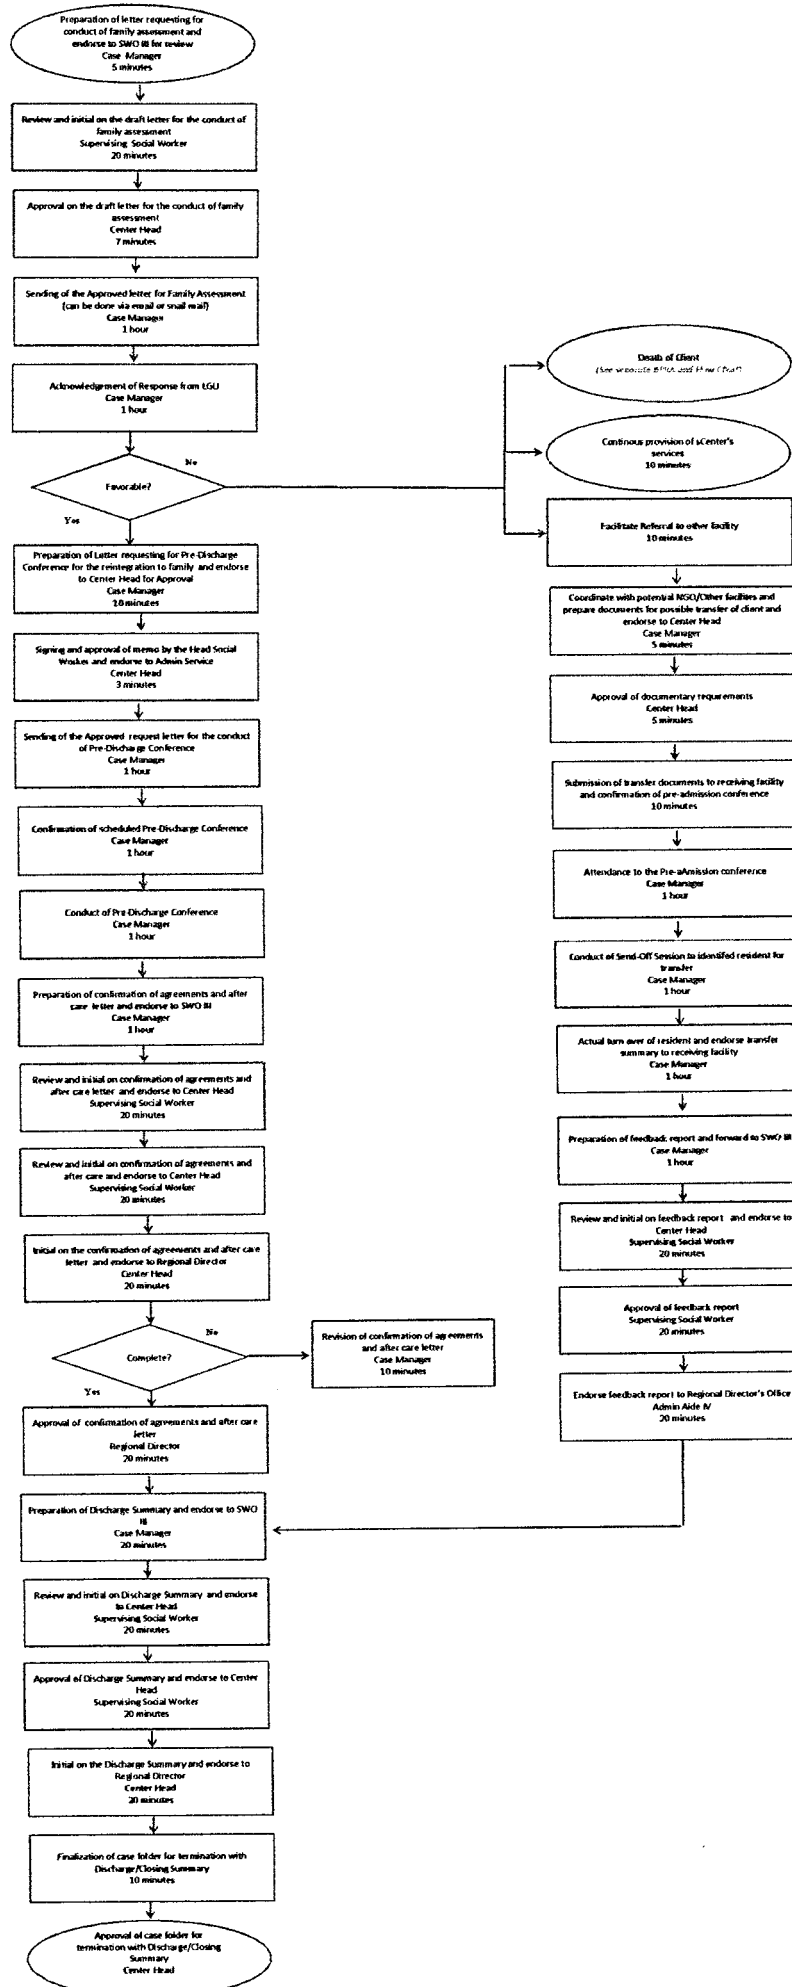 Preparation of letter requesting for
conduct of family assessment and
endorse to SWO III for review
Case Manager
5 minutes
Review and initial on the draft letter for the conduct of
family assessment
Supervising Social Worker
20 minutes
Approval on the draft letter for the conduct of family
assessment
Center Head
7 minutes
Sending of the Approved letter for Family Assessment
(can be done via email or snail mail)
Case Manager
1 hour
Acknowledgement of Response from LGU
Case Manager
1 hour
Favorable?
No
Yes
Death of Client
(See separate and Flow Chart)
Continous provision of sCenter's
services
10 minutes
Facilitate Referral to other facility
10 minutes
Preparation of Letter requesting for Pre-Discharge
Conference for the reintegration to family and endorse
to Center Head for Approval
Case Manager
10 minutes
Signing and approval of memo by the Head Social
Worker and endorse to Admin Service
Center Head
3 minutes
Sending of the Approved request letter for the conduct
of Pre-Discharge Conference
Case Manager
1 hour
Confirmation of scheduled Pre-Discharge Conference
Case Manager
1 hour
Conduct of Pre-Discharge Conference
Case Manager
1 hour
Preparation of confirmation of agreements and after
care letter and endorse to SWO III
Case Manager
1 hour
Review and initial on confirmation of agreements and
after care letter and endorse to Center Head
Supervising Social Worker
20 minutes
Review and initial on confirmation of agreements and
after care and endorse to Center Head
Supervising Social Worker
20 minutes
Initial on the confirmation of agreements and after care
letter and endorse to Regional Director
Center Head
20 minutes
Complete?
No
Yes
Revision of confirmation of agreements
and after care letter
Case Manager
10 minutes
Approval of confirmation of agreements and after care
letter
Regional Director
20 minutes
Coordinate with potential NGO/Other facilities and
prepare documents for possible transfer of client and
endorse to Center Head
Case Manager
5 minutes
Approval of documentary requirements
Center Head
5 minutes
Submission of transfer documents to receiving facility
and confirmation of pre-admission conference
10 minutes
Attendance to the Pre-aAmission conference
Case Manager
1 hour
Conduct of Send-Off Session to identifed resident for
transfer
Case Manager
1 hour
Actual turn over of resident and endorse transfer
summary to receiving facility
Case Manager
1 hour
Preparation of feedback report and forward to SWO III
Case Manager
1 hour
Review and initial on feedback report and endorse to
Center Head
Supervising Social Worker
20 minutes
Approval of feedback report
Supervising Social Worker
20 minutes
Endorse feedback report to Regional Director's Office
Admin Aide IV
20 minutes
Preparation of Discharge Summary and endorse to SWO
III
Case Manager
20 minutes
Review and initial on Discharge Summary and endorse
to Center Head
Supervising Social Worker
20 minutes
Approval of Discharge Summary and endorse to Center
Head
Supervising Social Worker
20 minutes
Initial on the Discharge Summary and endorse to
Regional Director
Center Head
20 minutes
Finalization of case folder for termination with
Discharge/Closing Summary
10 minutes
Approval of case folder for
termination with Discharge/Closing
Summary
Center Head